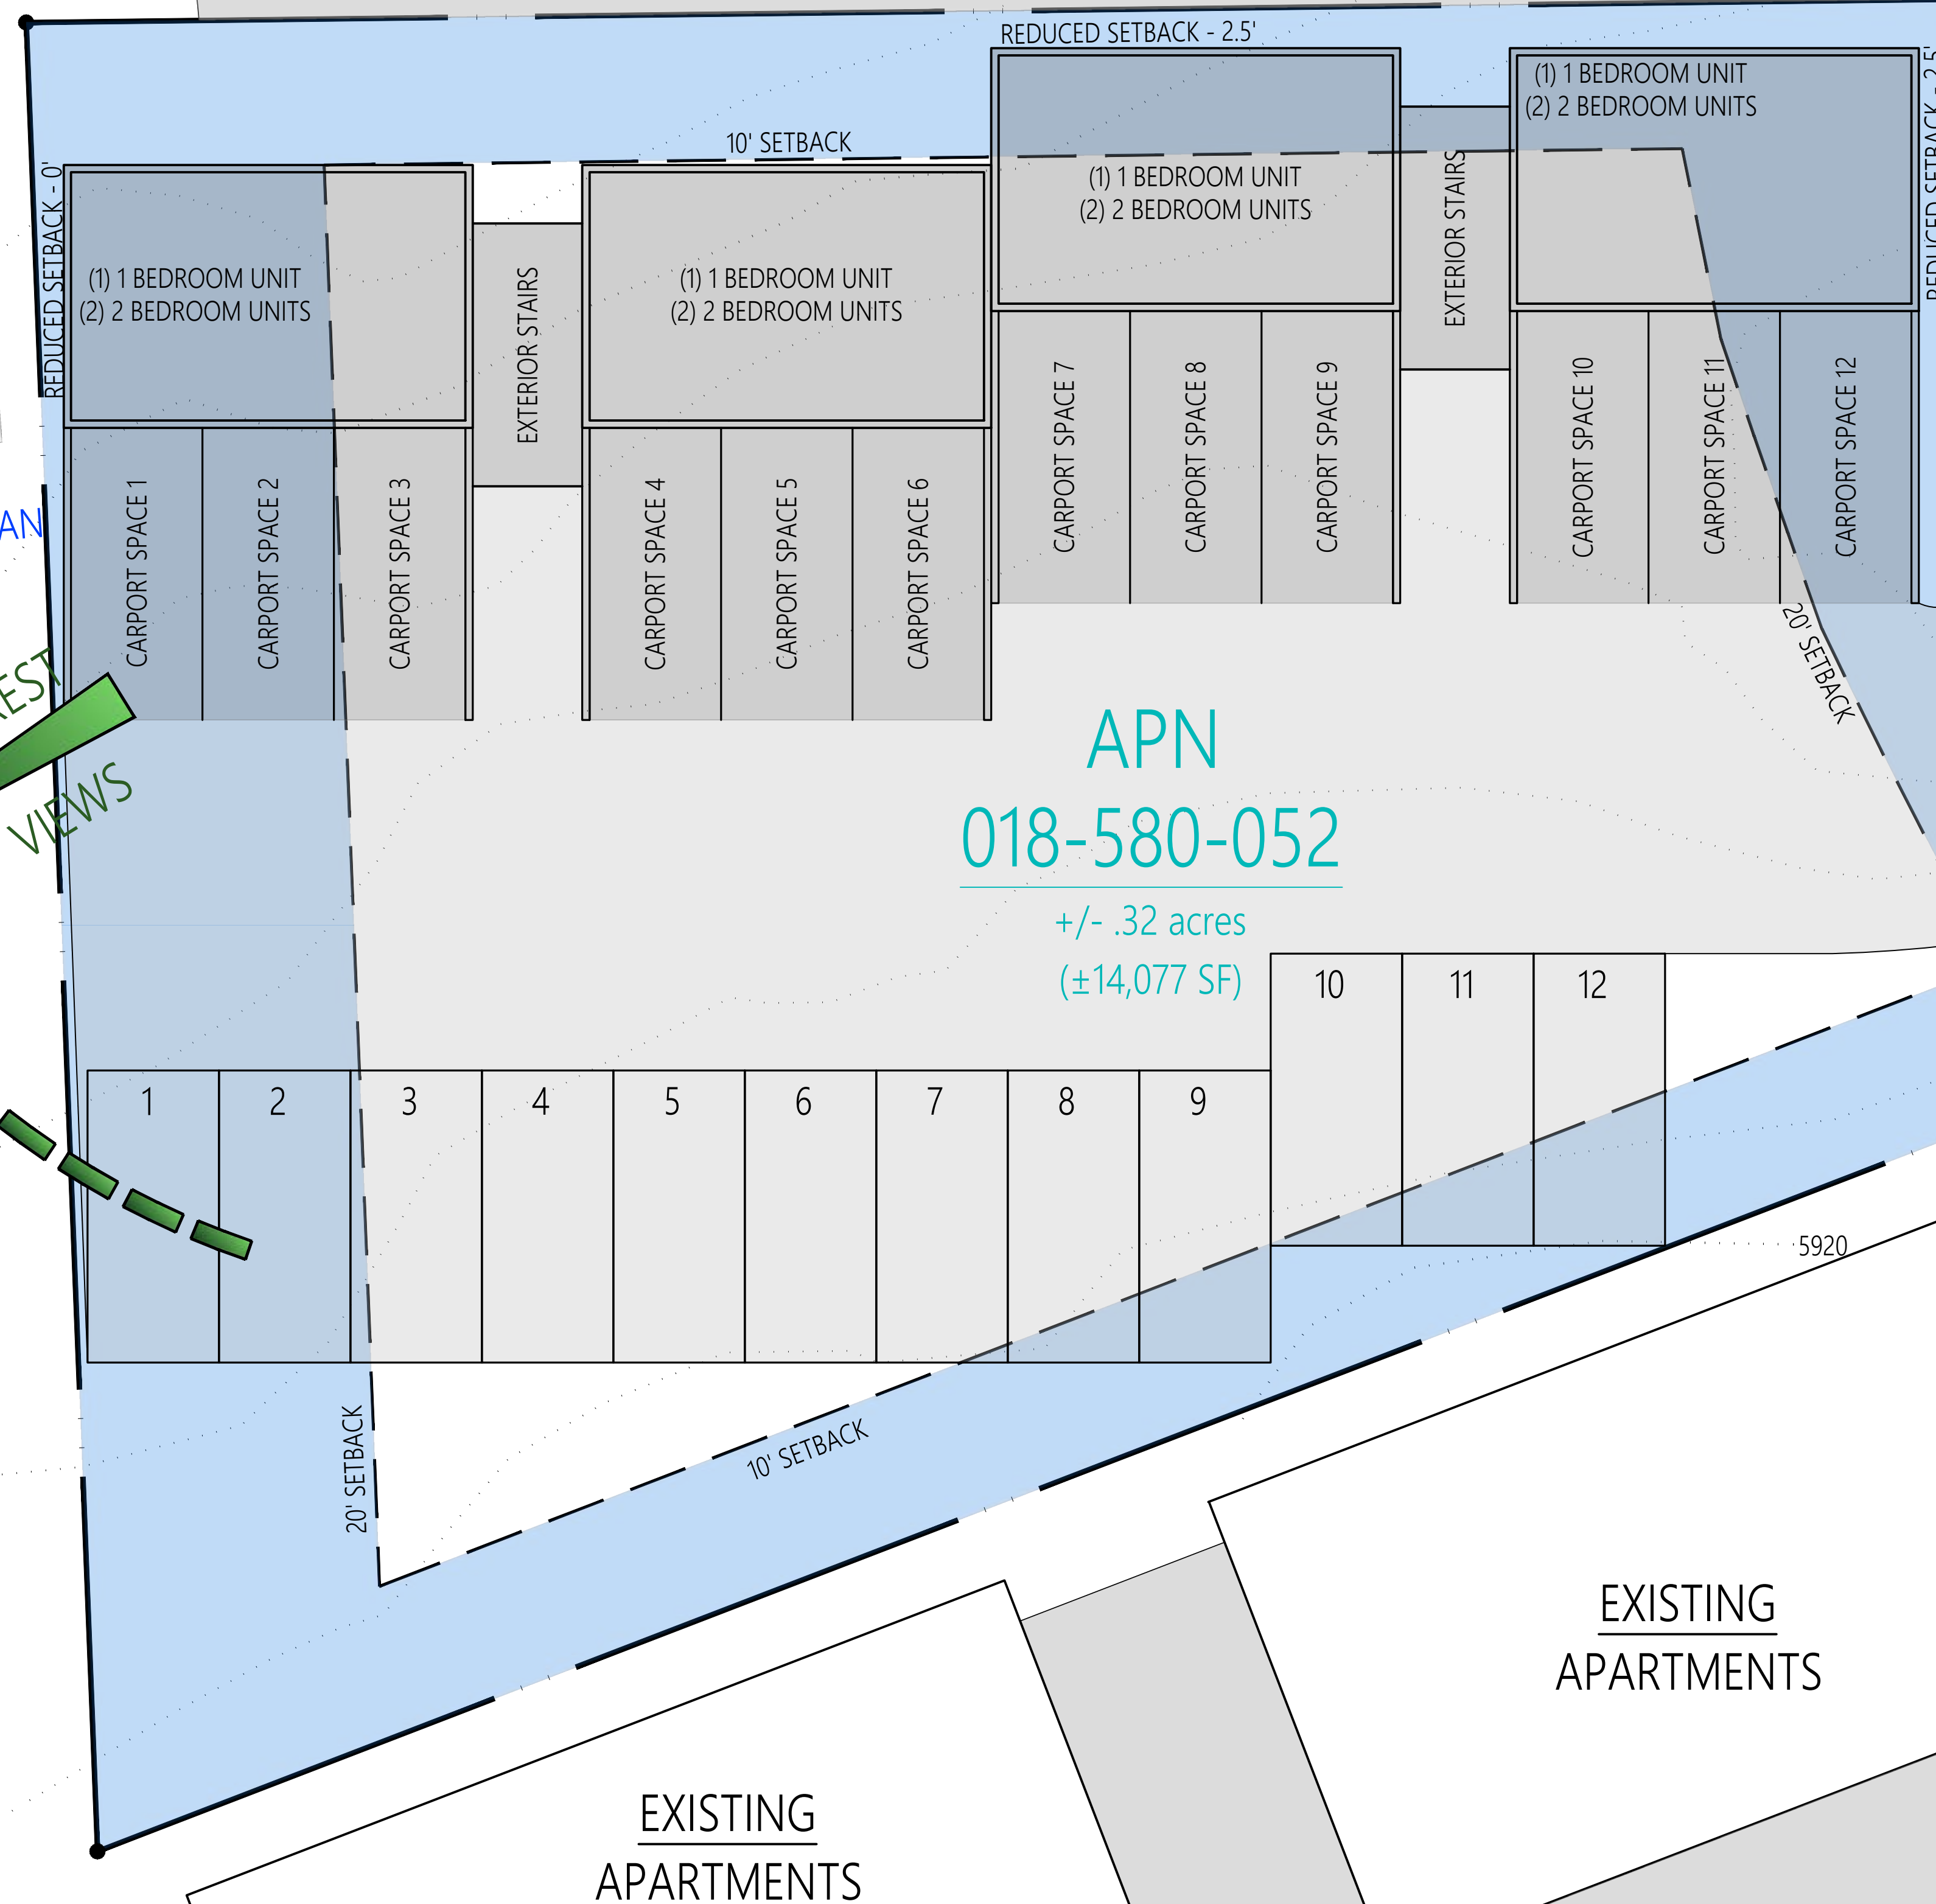 REDUCED SETBACK - 2.5'
(1) 1 BEDROOM UNIT
(2) 2 BEDROOM UNITS
REDUCED SETBACK - 2.5'
10' SETBACK
REDUCED SETBACK - 0'
(1) 1 BEDROOM UNIT
(2) 2 BEDROOM UNITS
EXTERIOR STAIRS
(1) 1 BEDROOM UNIT
(2) 2 BEDROOM UNITS
EXTERIOR STAIRS
(1) 1 BEDROOM UNIT
(2) 2 BEDROOM UNITS
CARPORT SPACE 1
CARPORT SPACE 2
CARPORT SPACE 3
CARPORT SPACE 4
CARPORT SPACE 5
CARPORT SPACE 6
CARPORT SPACE 7
CARPORT SPACE 8
CARPORT SPACE 9
CARPORT SPACE 10
CARPORT SPACE 11
CARPORT SPACE 12
20' SETBACK
VIEWS
APN
018-580-052
+/- .32 acres
(±14,077 SF)
10
11
12
1
2
3
4
5
6
7
8
9
5920
20' SETBACK
10' SETBACK
EXISTING
APARTMENTS
EXISTING
APARTMENTS